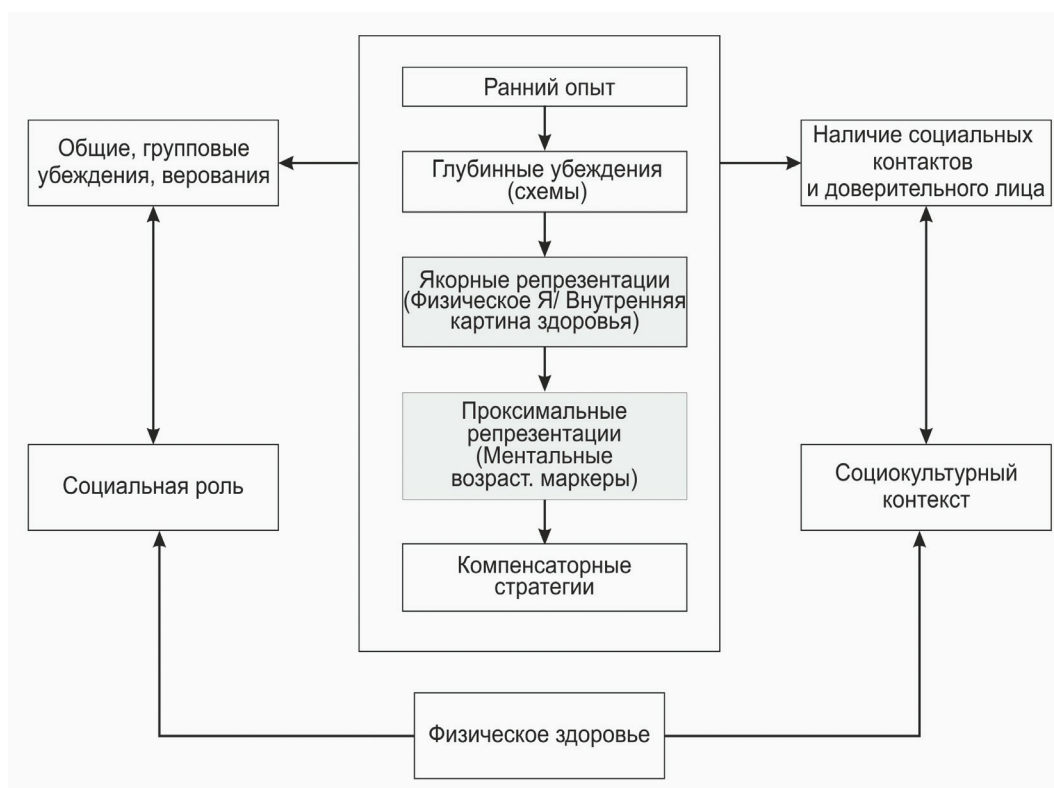 Ранний опыт
Общие, групповые
убеждения, верования
Глубинные убеждения
(схемы)
Наличие социальных
контактов
и доверительного лица
Якорные репрезентации
(Физическое Я/ Внутренняя
картина здоровья)
Проксимальные
репрезентации
(Ментальные
возраст. маркеры)
Социальная роль
Социокультурный
контекст
Компенсаторные
стратегии
Физическое здоровье